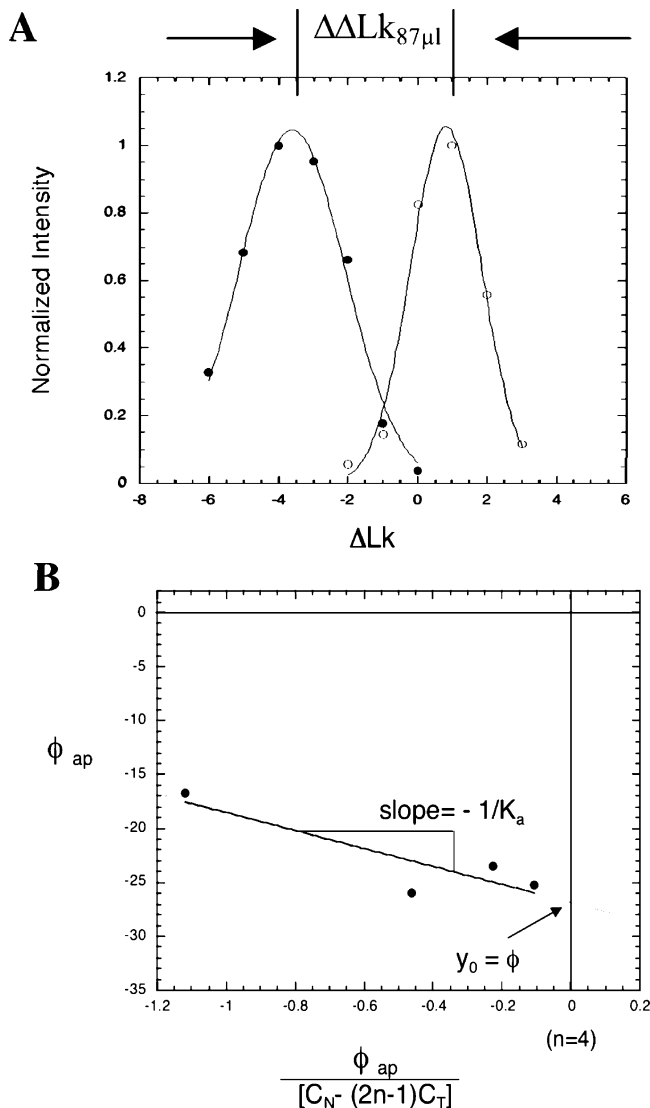 A
ΔΔLk87μl
1.2
1
0.8
0.6
0.4
0.2
0
Normalized Intensity
-8 -6 -4 -2 0 2 4 6
ΔLk
B
0
-5
-10
-15
-20
-25
-30
-35
ϕ ap
slope= - 1/Ka
y0 = ϕ
-1.2 -1 -0.8 -0.6 -0.4 -0.2 0 0.2
(n=4)
ϕ ap
[CN- (2n-1)CT]